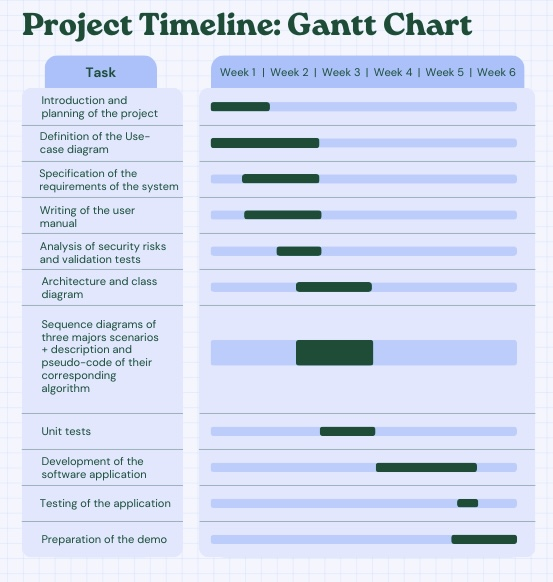 Project Timeline: Gantt Chart
Task
Week 1 | Week 2 | Week 3 | Week 4 | Week 5 | Week 6
Introduction and
planning of the project
Definition of the Use-
case diagram
Specification of the
requirements of the system
Writing of the user
manual
Analysis of security risks
and validation tests
Architecture and class
diagram
Sequence diagrams of
three majors scenarios
+ description and
pseudo-code of their
corresponding
algorithm
Unit tests
Development of the
software application
Testing of the application
Preparation of the demo